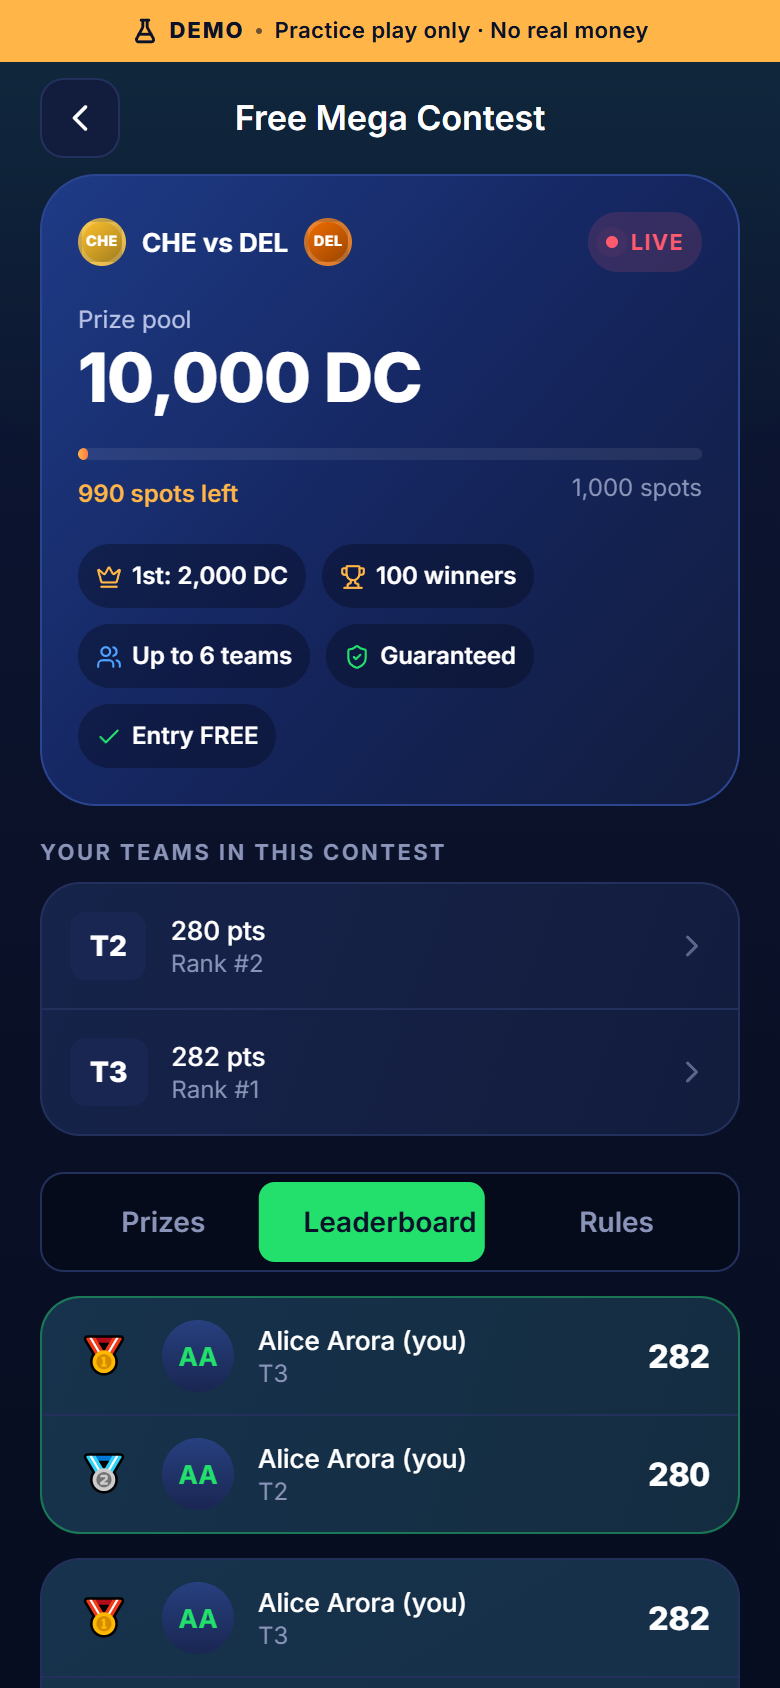 DEMO • Practice play only · No real money
Free Mega Contest
CHE CHE vs DEL DEL LIVE
Prize pool
10,000 DC
990 spots left 1,000 spots
1st: 2,000 DC 100 winners
Up to 6 teams Guaranteed
Entry FREE
YOUR TEAMS IN THIS CONTEST
T2 280 pts
Rank #2
T3 282 pts
Rank #1
Prizes Leaderboard Rules
1 AA Alice Arora (you) 282
T3
2 AA Alice Arora (you) 280
T2
1 AA Alice Arora (you) 282
T3